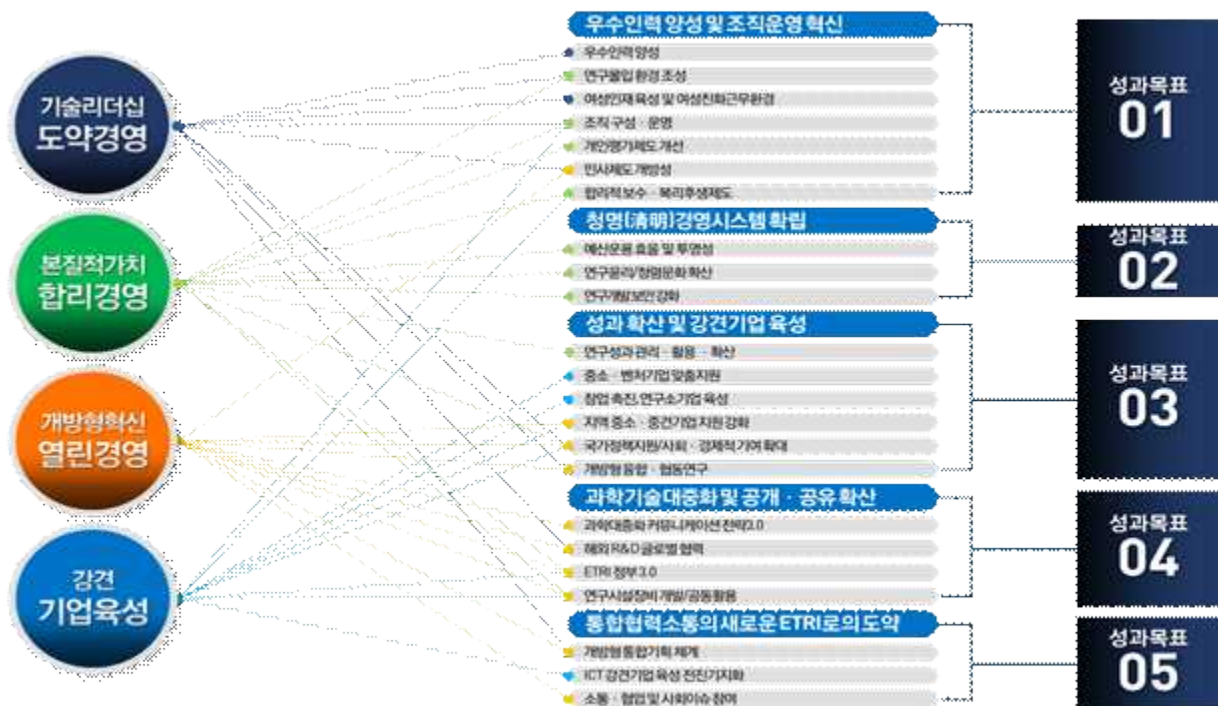 기술리더십
도약경영
본질적가치
합리경영
개방형혁신
열린경영
강견
기업육성
우수인력 양성 및 조직운영 혁신
우수인력 양성
연구몰입 환경 조성
여성인재 육성 및 여성친화근무환경
조직 구성 · 운영
개인평가제도 개선
인사제도 개방성
합리적 보수 · 복리후생제도
청명(淸明)경영시스템 확립
예산운용 효율 및 투명성
연구윤리/청렴문화 확산
연구개발 보안 강화
성과 확산 및 강견기업 육성
연구성과 관리 · 활용 · 확산
중소 · 벤처기업 맞춤지원
창업 촉진, 연구소기업 육성
지역 중소 · 중견기업 지원 강화
국가정책지원/사회 · 경제적 기여 확대
개방형 융합 · 협동연구
과학기술 대중화 및 공개 · 공유 확산
과학대중화 커뮤니케이션 전략3.0
해외 R&D 글로벌 협력
ETRI 정부 3.0
연구시설장비 개발/공동활용
통합협력소통의 새로운 ETRI로의 도약
개방형 통합기획 체계
ICT 강견기업 육성 전진기지화
소통 · 협업 및 사회이슈 참여
성과목표
01
성과목표
02
성과목표
03
성과목표
04
성과목표
05